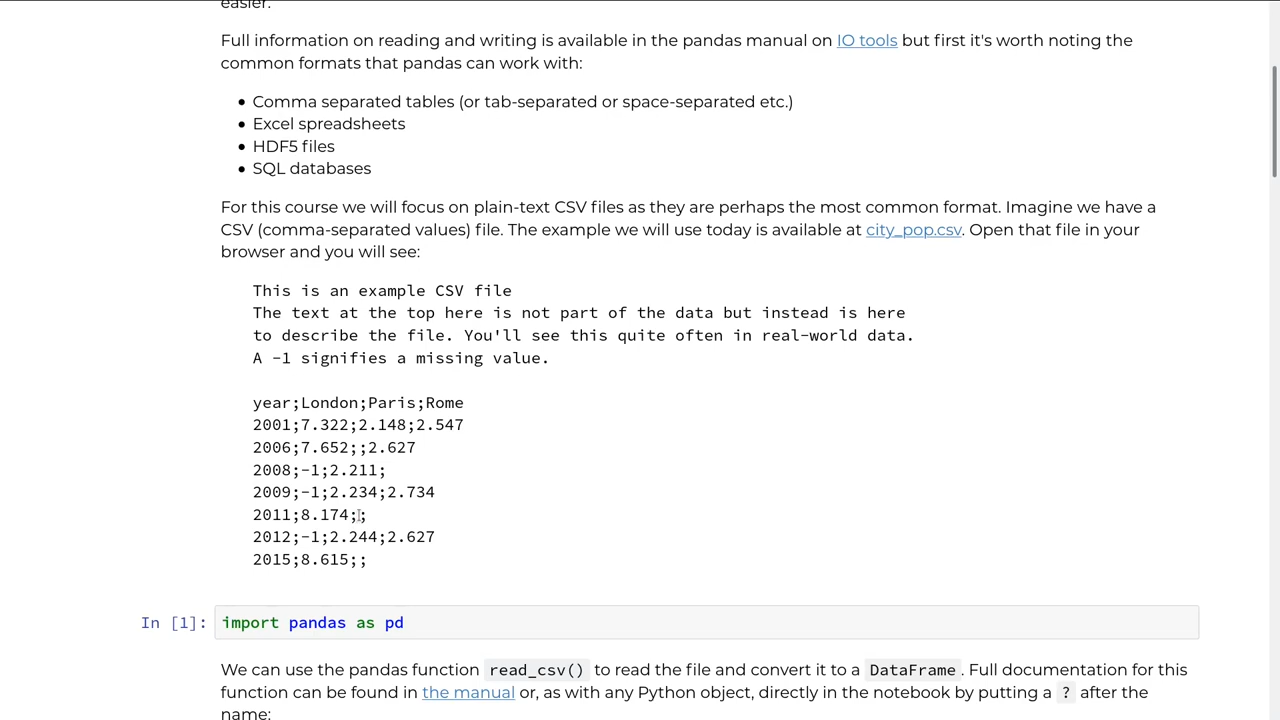 easier.
Full information on reading and writing is available in the pandas manual on IO tools but first it's worth noting the
common formats that pandas can work with:
Comma separated tables (or tab-separated or space-separated etc.)
Excel spreadsheets
HDF5 files
SQL databases
For this course we will focus on plain-text CSV files as they are perhaps the most common format. Imagine we have a
CSV (comma-separated values) file. The example we will use today is available at city_pop.csv. Open that file in your
browser and you will see:
This is an example CSV file
The text at the top here is not part of the data but instead is here
to describe the file. You'll see this quite often in real-world data.
A -1 signifies a missing value.
year;London;Paris;Rome
2001;7.322;2.148;2.547
2006;7.652;;2.627
2008;-1;2.211;
2009;-1;2.234;2.734
2011;8.174;;
2012;-1;2.244;2.627
2015;8.615;;
In [1]: import pandas as pd
We can use the pandas function read_csv() to read the file and convert it to a DataFrame. Full documentation for this
function can be found in the manual or, as with any Python object, directly in the notebook by putting a ? after the
name: